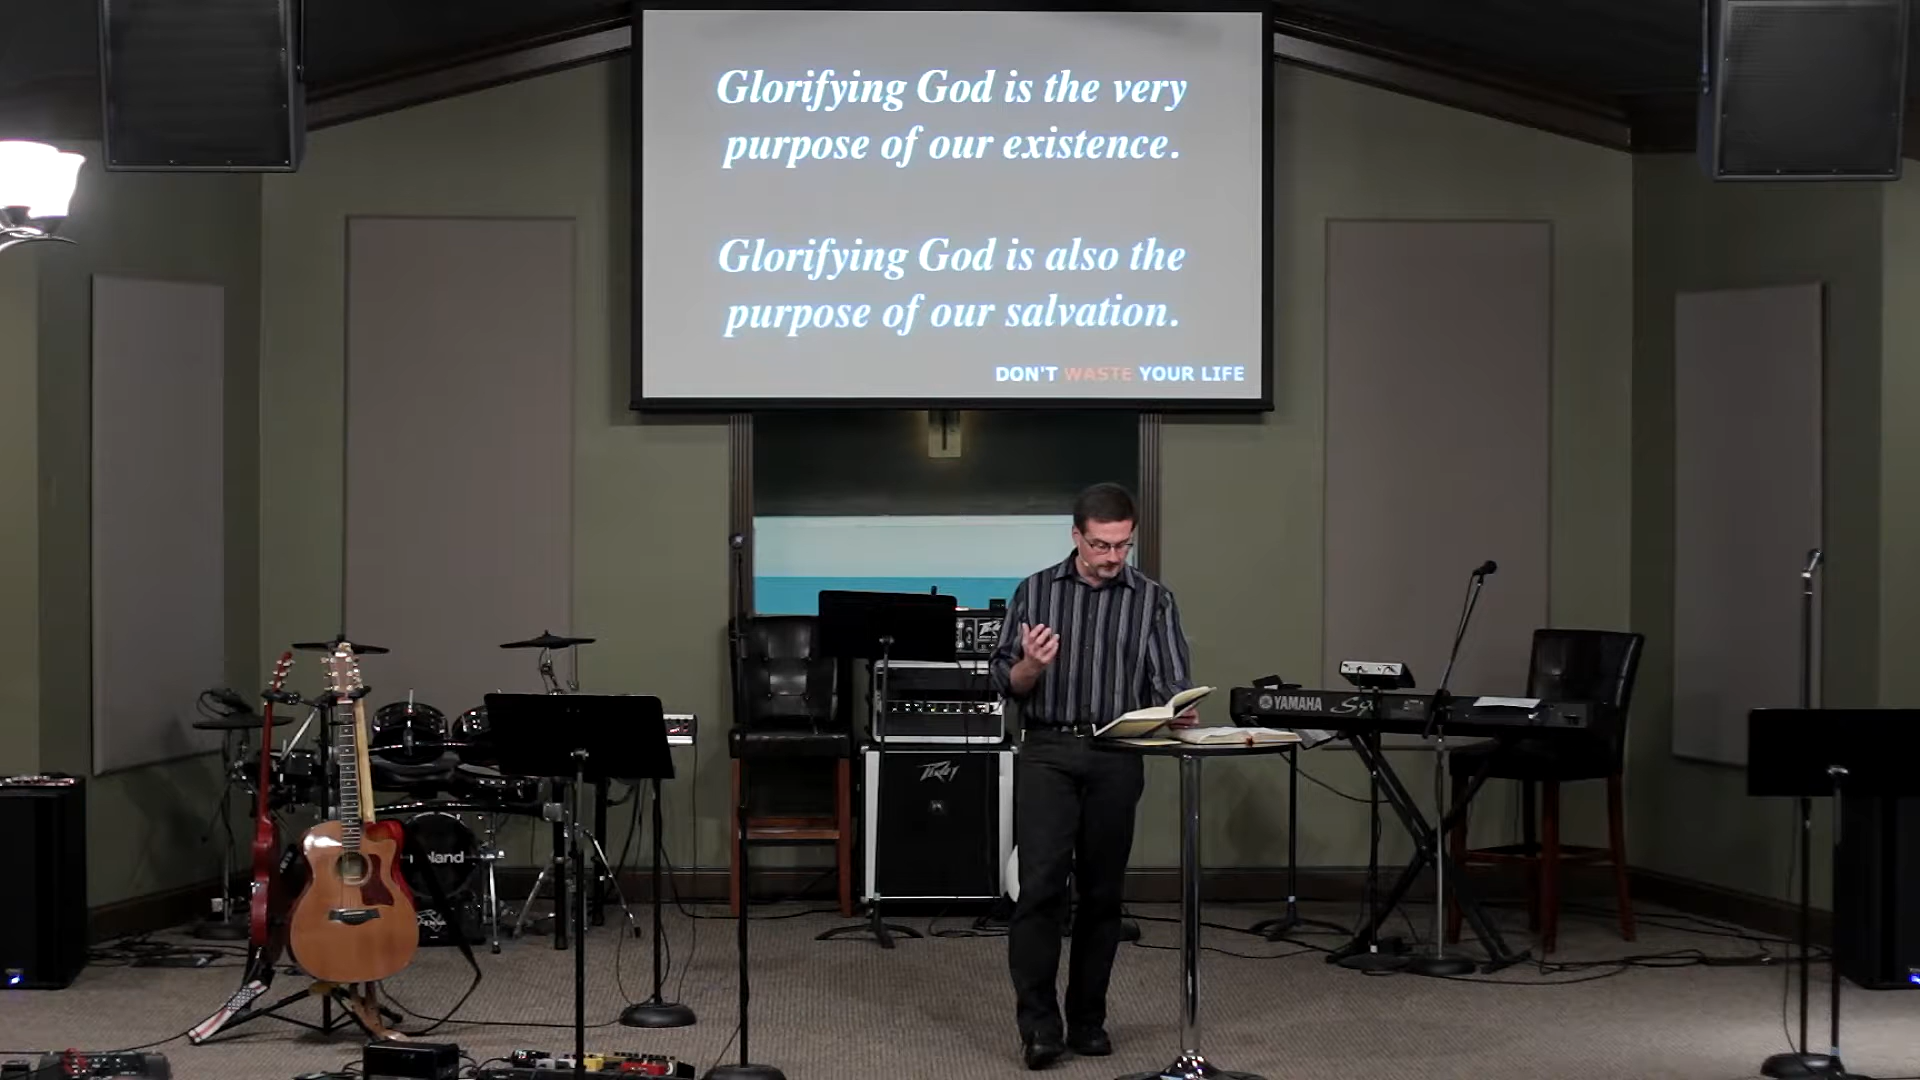 Glorifying God is the very
purpose of our existence.
Glorifying God is also the
purpose of our salvation.
DON'T WASTE YOUR LIFE
PEAVEY
YAMAHA
Roland